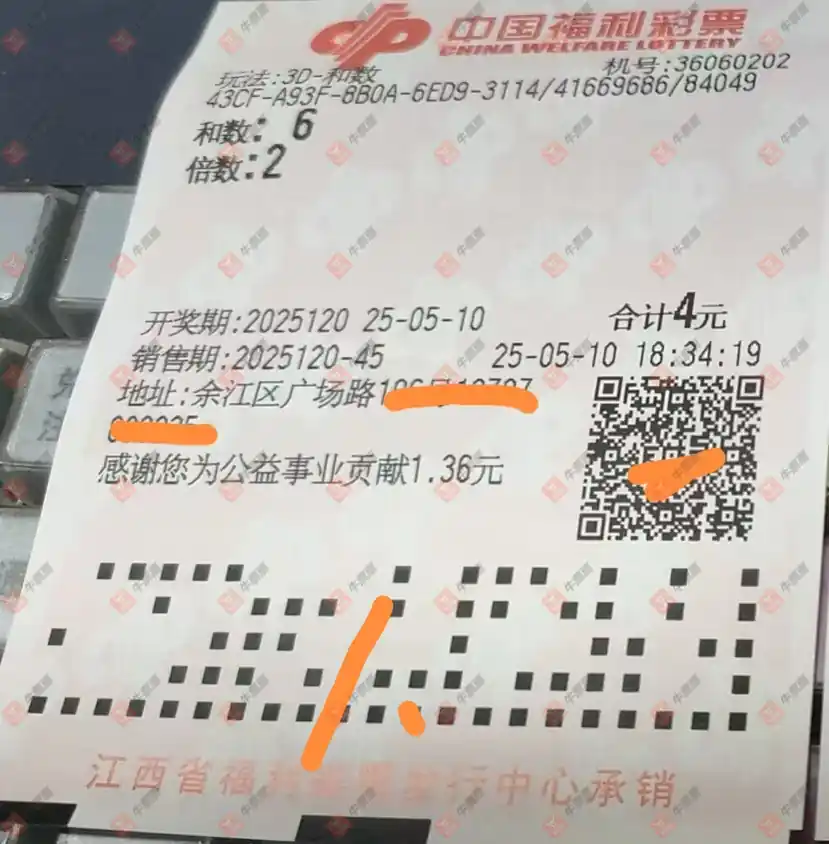 中国福利彩票
CHINA WELFARE LOTTERY
玩法:3D-和数 机号:36060202
43CF-A93F-8B0A-6ED9-3114/41669686/84049
和数: 6
倍数:2
开奖期:2025120 25-05-10 合计4元
销售期:2025120-45 25-05-10 18:34:19
地址:余江区广场路
感谢您为公益事业贡献1.36元
江西省福利 行中心承销